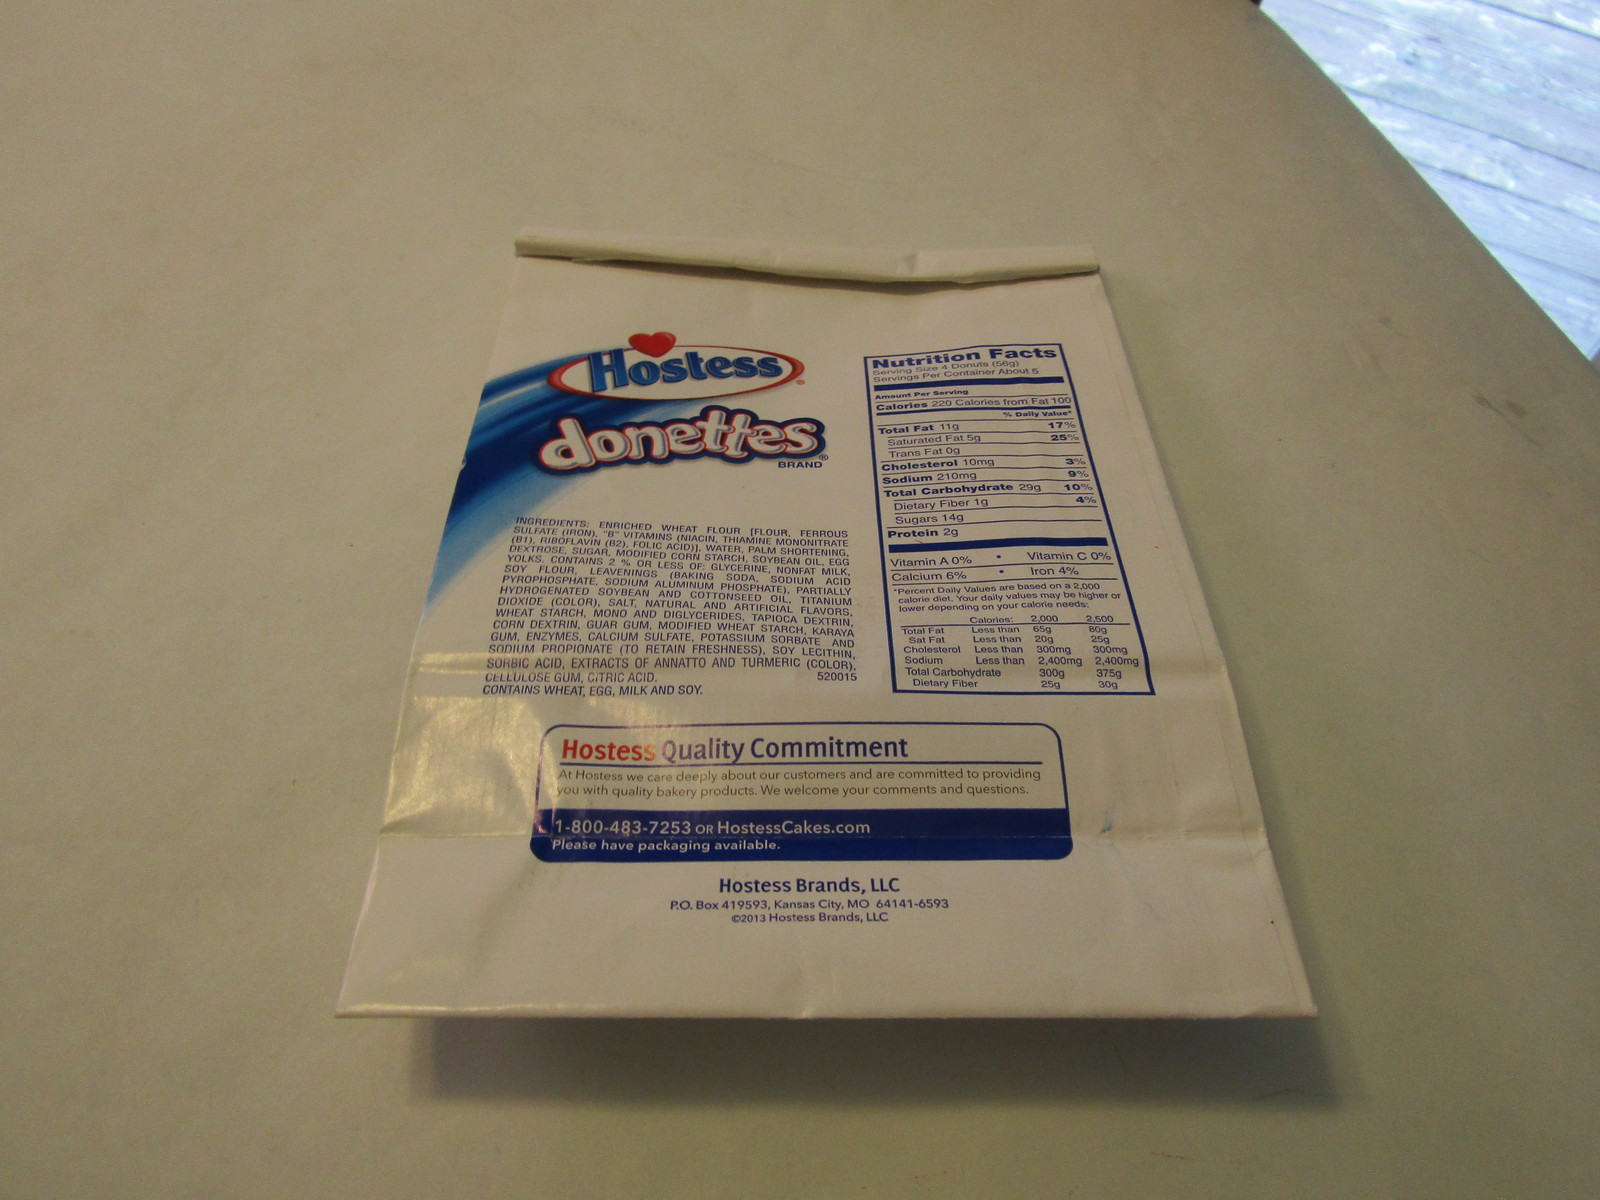 Hostess
donettes
BRAND
INGREDIENTS: ENRICHED WHEAT FLOUR [FLOUR, FERROUS
SULFATE (IRON), "B" VITAMINS (NIACIN, THIAMINE MONONITRATE
(B1), RIBOFLAVIN (B2), FOLIC ACID)], WATER, PALM SHORTENING,
DEXTROSE, SUGAR, MODIFIED CORN STARCH, SOYBEAN OIL, EGG
YOLKS. CONTAINS 2 % OR LESS OF: GLYCERINE, NONFAT MILK,
SOY FLOUR, LEAVENINGS (BAKING SODA, SODIUM ACID
PYROPHOSPHATE, SODIUM ALUMINUM PHOSPHATE), PARTIALLY
HYDROGENATED SOYBEAN AND COTTONSEED OIL, TITANIUM
DIOXIDE (COLOR), SALT, NATURAL AND ARTIFICIAL FLAVORS,
WHEAT STARCH, MONO AND DIGLYCERIDES, TAPIOCA DEXTRIN,
CORN DEXTRIN, GUAR GUM, MODIFIED WHEAT STARCH, KARAYA
GUM, ENZYMES, CALCIUM SULFATE, POTASSIUM SORBATE AND
SODIUM PROPIONATE (TO RETAIN FRESHNESS), SOY LECITHIN,
SORBIC ACID, EXTRACTS OF ANNATTO AND TURMERIC (COLOR),
CELLULOSE GUM, CITRIC ACID. 520015
CONTAINS WHEAT, EGG, MILK AND SOY.
Nutrition Facts
Serving Size 4 Donuts (56g)
Servings Per Container About 5
Amount Per Serving
Calories 220 Calories from Fat 100
% Daily Value*
Total Fat 11g 17%
Saturated Fat 5g 25%
Trans Fat 0g
Cholesterol 10mg 3%
Sodium 210mg 9%
Total Carbohydrate 29g 10%
Dietary Fiber 1g 4%
Sugars 14g
Protein 2g
Vitamin A 0% • Vitamin C 0%
Calcium 6% • Iron 4%
*Percent Daily Values are based on a 2,000
calorie diet. Your daily values may be higher or
lower depending on your calorie needs:
Calories: 2,000 2,500
Total Fat Less than 65g 80g
Sat Fat Less than 20g 25g
Cholesterol Less than 300mg 300mg
Sodium Less than 2,400mg 2,400mg
Total Carbohydrate 300g 375g
Dietary Fiber 25g 30g
Hostess Quality Commitment
At Hostess we care deeply about our customers and are committed to providing
you with quality bakery products. We welcome your comments and questions.
1-800-483-7253 OR HostessCakes.com
Please have packaging available.
Hostess Brands, LLC
P.O. Box 419593, Kansas City, MO 64141-6593
©2013 Hostess Brands, LLC